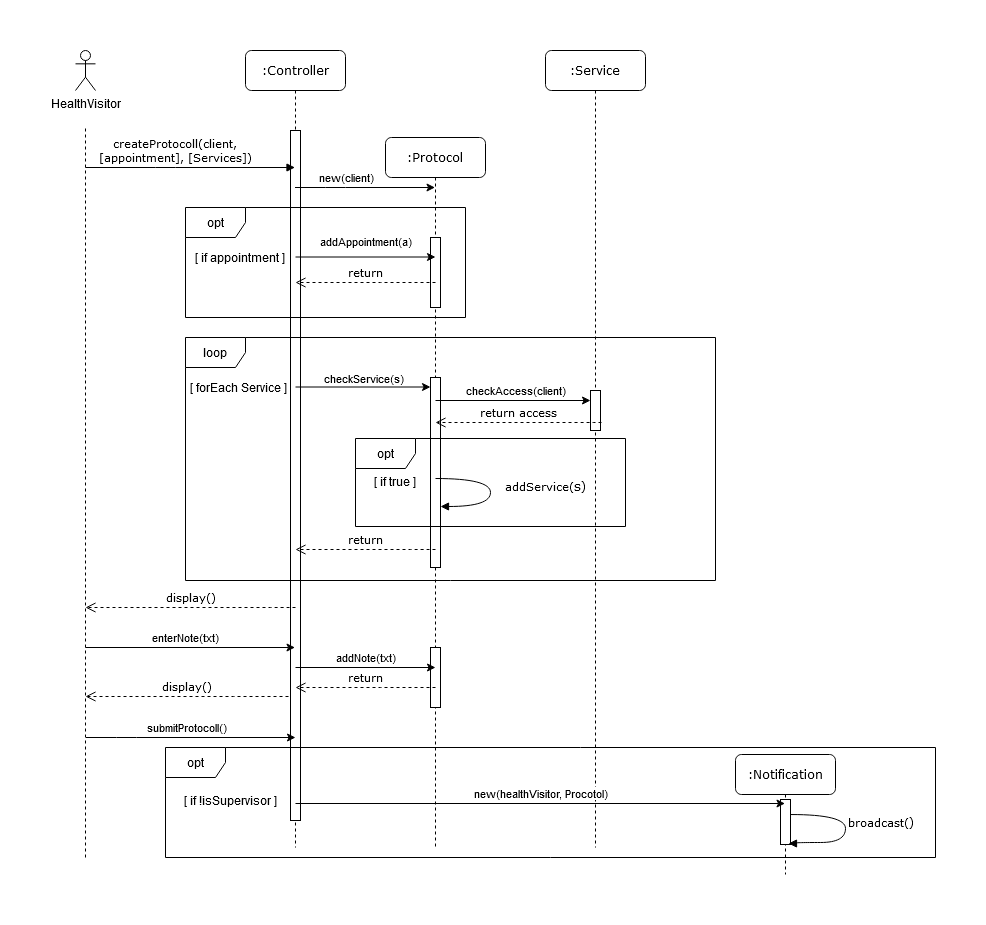 :Controller
:Service
HealthVisitor
createProtocoll(client,
[appointment], [Services])
:Protocol
new(client)
opt
addAppointment(a)
[ if appointment ]
return
loop
checkService(s)
[ forEach Service ]
checkAccess(client)
return access
opt
[ if true ]
addService(s)
return
display()
enterNote(txt)
addNote(txt)
return
display()
submitProtocoll()
opt
:Notification
[ if !isSupervisor ]
new(healthVisitor, Procotol)
broadcast()